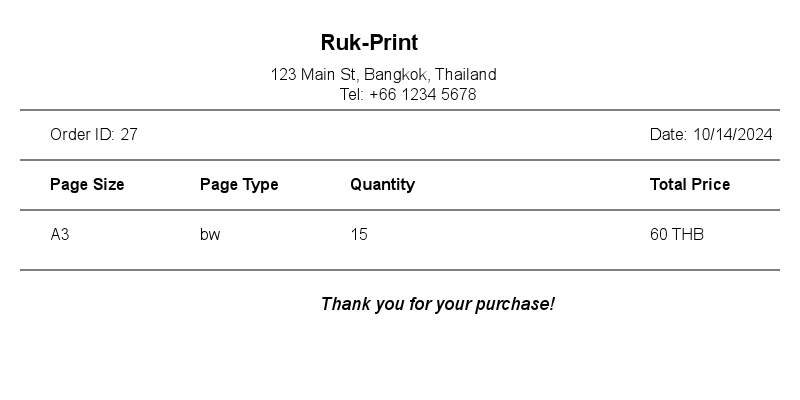 Ruk-Print
123 Main St, Bangkok, Thailand
Tel: +66 1234 5678
Order ID: 27 Date: 10/14/2024
Page Size Page Type Quantity Total Price
A3 bw 15 60 THB
Thank you for your purchase!